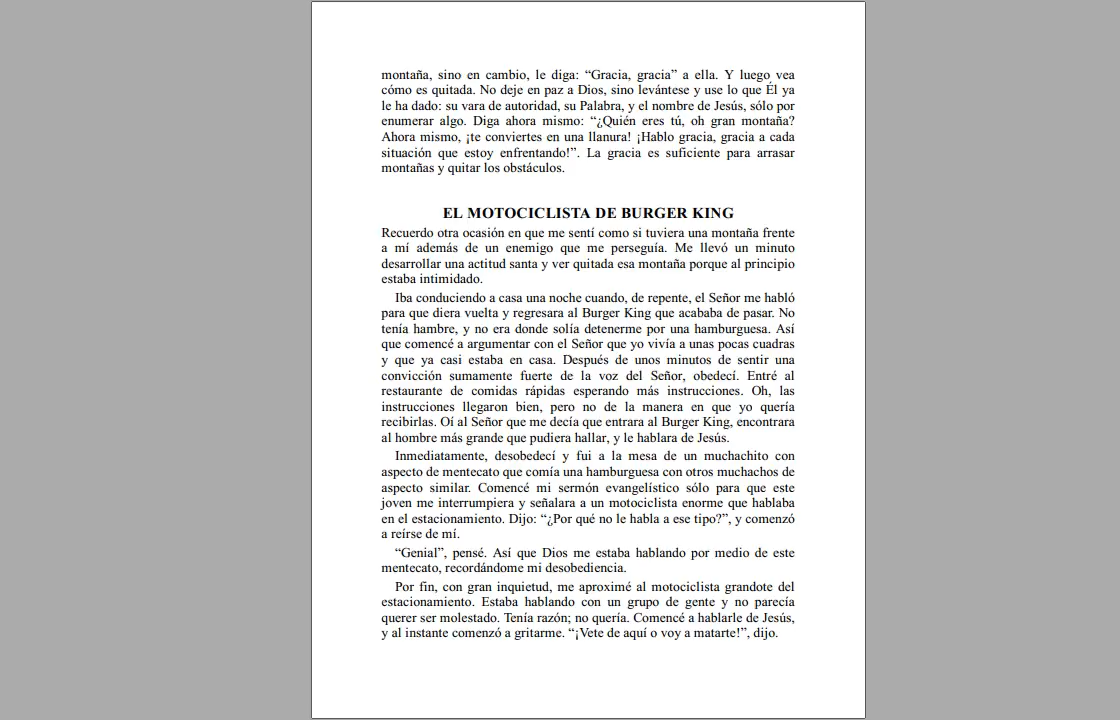 montaña, sino en cambio, le diga: “Gracia, gracia” a ella. Y luego vea
cómo es quitada. No deje en paz a Dios, sino levántese y use lo que Él ya
le ha dado: su vara de autoridad, su Palabra, y el nombre de Jesús, sólo por
enumerar algo. Diga ahora mismo: “¿Quién eres tú, oh gran montaña?
Ahora mismo, ¡te conviertes en una llanura! ¡Hablo gracia, gracia a cada
situación que estoy enfrentando!”. La gracia es suficiente para arrasar
montañas y quitar los obstáculos.
EL MOTOCICLISTA DE BURGER KING
Recuerdo otra ocasión en que me sentí como si tuviera una montaña frente
a mí además de un enemigo que me perseguía. Me llevó un minuto
desarrollar una actitud santa y ver quitada esa montaña porque al principio
estaba intimidado.
Iba conduciendo a casa una noche cuando, de repente, el Señor me habló
para que diera vuelta y regresara al Burger King que acababa de pasar. No
tenía hambre, y no era donde solía detenerme por una hamburguesa. Así
que comencé a argumentar con el Señor que yo vivía a unas pocas cuadras
y que ya casi estaba en casa. Después de unos minutos de sentir una
convicción sumamente fuerte de la voz del Señor, obedecí. Entré al
restaurante de comidas rápidas esperando más instrucciones. Oh, las
instrucciones llegaron bien, pero no de la manera en que yo quería
recibirlas. Oí al Señor que me decía que entrara al Burger King, encontrara
al hombre más grande que pudiera hallar, y le hablara de Jesús.
Inmediatamente, desobedecí y fui a la mesa de un muchachito con
aspecto de mentecato que comía una hamburguesa con otros muchachos de
aspecto similar. Comencé mi sermón evangelístico sólo para que este
joven me interrumpiera y señalara a un motociclista enorme que hablaba
en el estacionamiento. Dijo: “¿Por qué no le habla a ese tipo?”, y comenzó
a reírse de mí.
“Genial”, pensé. Así que Dios me estaba hablando por medio de este
mentecato, recordándome mi desobediencia.
Por fin, con gran inquietud, me aproximé al motociclista grandote del
estacionamiento. Estaba hablando con un grupo de gente y no parecía
querer ser molestado. Tenía razón; no quería. Comencé a hablarle de Jesús,
y al instante comenzó a gritarme. “¡Vete de aquí o voy a matarte!”, dijo.